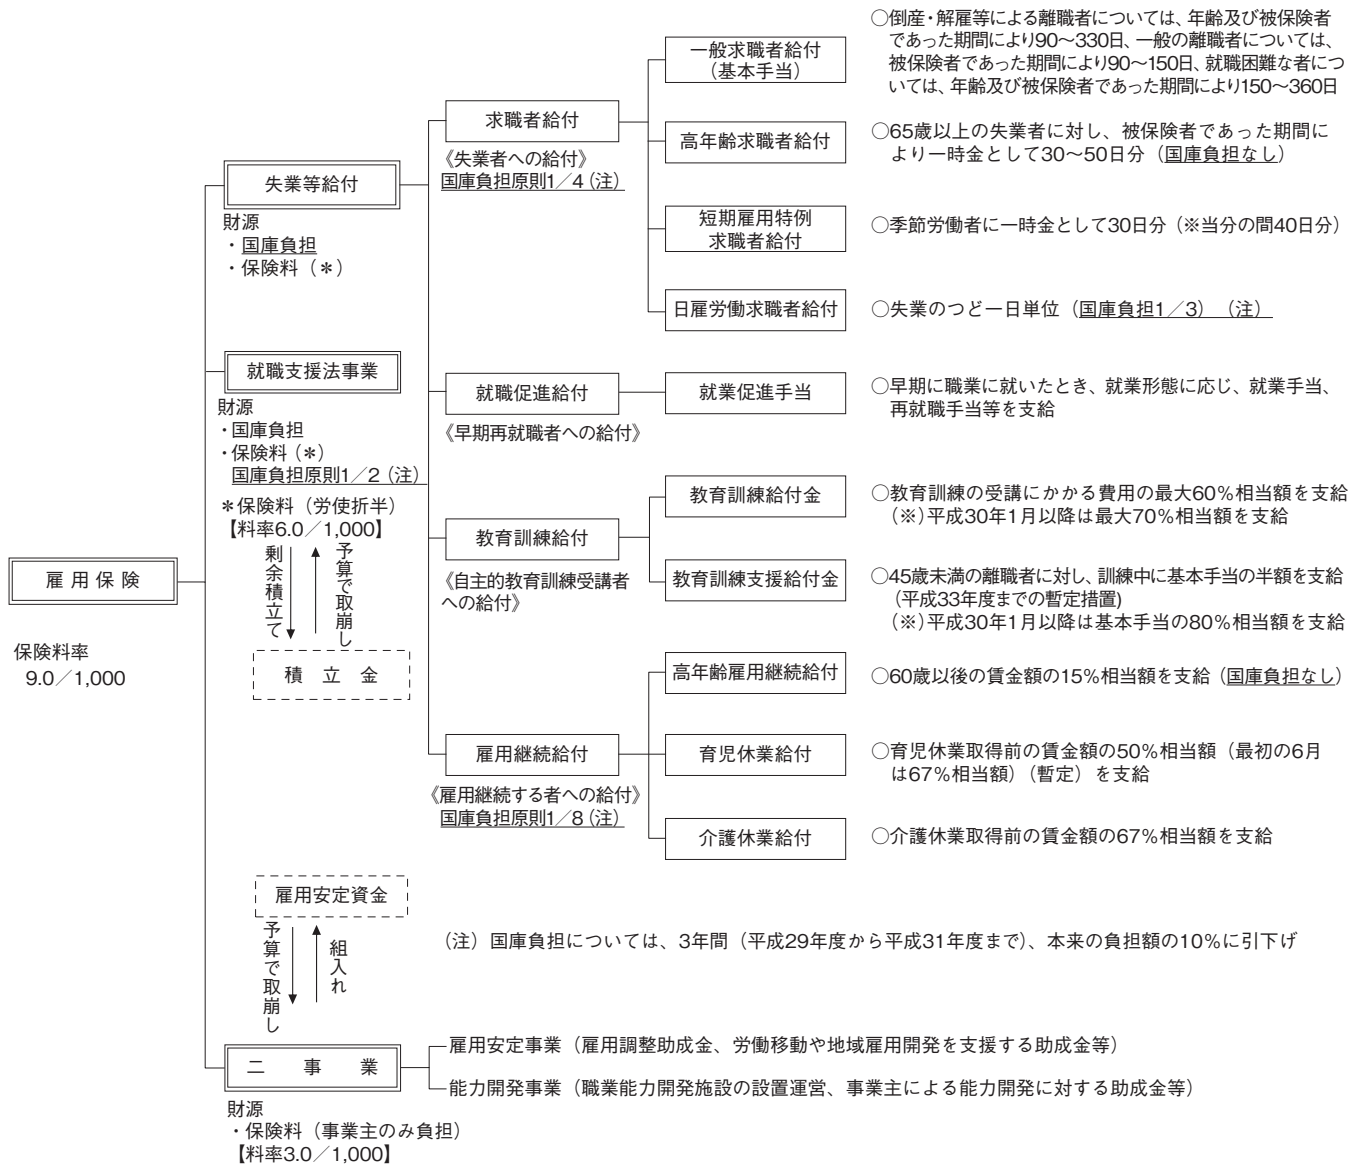 雇用保険
保険料率
9.0／1,000
失業等給付
財源
・国庫負担
・保険料（＊）
就職支援法事業
財源
・国庫負担
・保険料（＊）
国庫負担原則1／2（注）
＊保険料（労使折半）
【料率6.0／1,000】
剰余積立て
予算で取崩し
積立金
雇用安定資金
予算で取崩し
組入れ
二事業
財源
・保険料（事業主のみ負担）
【料率3.0／1,000】
求職者給付
《失業者への給付》
国庫負担原則1／4（注）
一般求職者給付
（基本手当）
○倒産・解雇等による離職者については、年齢及び被保険者
であった期間により90～330日、一般の離職者については、
被保険者であった期間により90～150日、就職困難な者につ
いては、年齢及び被保険者であった期間により150～360日
高年齢求職者給付
○65歳以上の失業者に対し、被保険者であった期間に
より一時金として30～50日分（国庫負担なし）
短期雇用特例
求職者給付
○季節労働者に一時金として30日分（※当分の間40日分）
日雇労働求職者給付
○失業のつど一日単位（国庫負担1／3）（注）
就職促進給付
《早期再就職者への給付》
就業促進手当
○早期に職業に就いたとき、就業形態に応じ、就業手当、
再就職手当等を支給
教育訓練給付
《自主的教育訓練受講者
への給付》
教育訓練給付金
○教育訓練の受講にかかる費用の最大60％相当額を支給
（※）平成30年1月以降は最大70％相当額を支給
教育訓練支援給付金
○45歳未満の離職者に対し、訓練中に基本手当の半額を支給
（平成33年度までの暫定措置)
（※）平成30年1月以降は基本手当の80％相当額を支給
雇用継続給付
《雇用継続する者への給付》
国庫負担原則1／8（注）
高年齢雇用継続給付
○60歳以後の賃金額の15％相当額を支給（国庫負担なし）
育児休業給付
○育児休業取得前の賃金額の50％相当額（最初の6月
は67％相当額）（暫定）を支給
介護休業給付
○介護休業取得前の賃金額の67％相当額を支給
（注）国庫負担については、3年間（平成29年度から平成31年度まで）、本来の負担額の10％に引下げ
雇用安定事業（雇用調整助成金、労働移動や地域雇用開発を支援する助成金等）
能力開発事業（職業能力開発施設の設置運営、事業主による能力開発に対する助成金等）